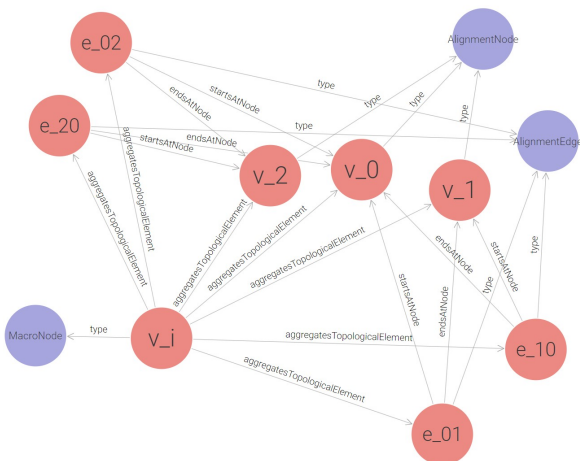 e_02
AlignmentNode
type
startsAtNode
endsAtNode
type
type
e_20
type
type
endsAtNode
startsAtNode
AlignmentEdge
aggregatesTopologicalElement
v_2
v_0
v_1
aggregatesTopologicalElement
aggregatesTopologicalElement
aggregatesTopologicalElement
aggregatesTopologicalElement
endsAtNode
startsAtNode
type
type
startsAtNode
endsAtNode
MacroNode
type
v_i
aggregatesTopologicalElement
e_10
aggregatesTopologicalElement
e_01